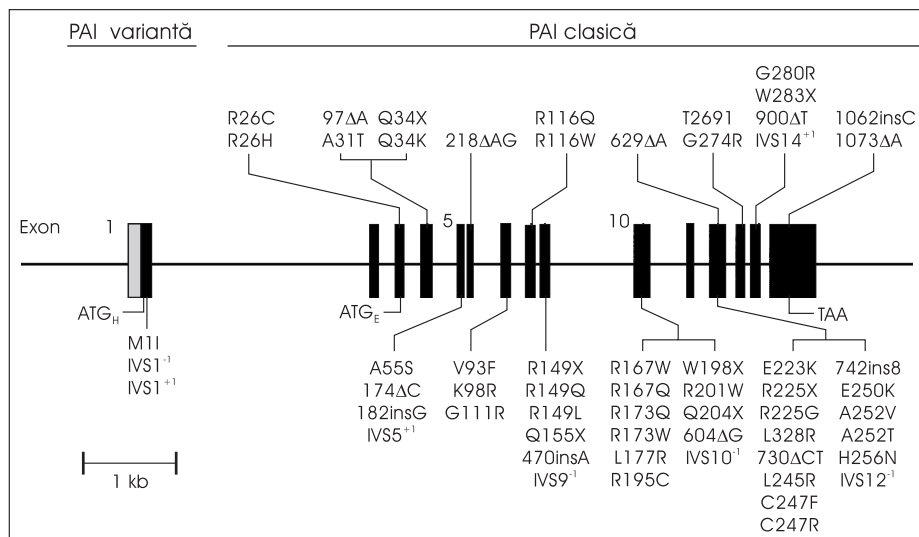 PAI variantă PAI clasică
G280R
W283X
R26C 97ΔA Q34X R116Q T2691 900ΔT 1062insC
R26H A31T Q34K 218ΔAG R116W 629ΔA G274R IVS14⁺¹ 1073ΔA
Exon 1 5 10
ATG_H ATG_E TAA
M1I A55S V93F R149X R167W W198X E223K 742ins8
IVS1⁻¹ 174ΔC K98R R149Q R167Q R201W R225X E250K
IVS1⁺¹ 182insG G111R R149L R173Q Q204X R225G A252V
IVS5⁺¹ Q155X R173W 604ΔG L328R A252T
470insA L177R IVS10⁻¹ 730ΔCT H256N
1 kb IVS9⁻¹ R195C L245R IVS12⁻¹
C247F
C247R